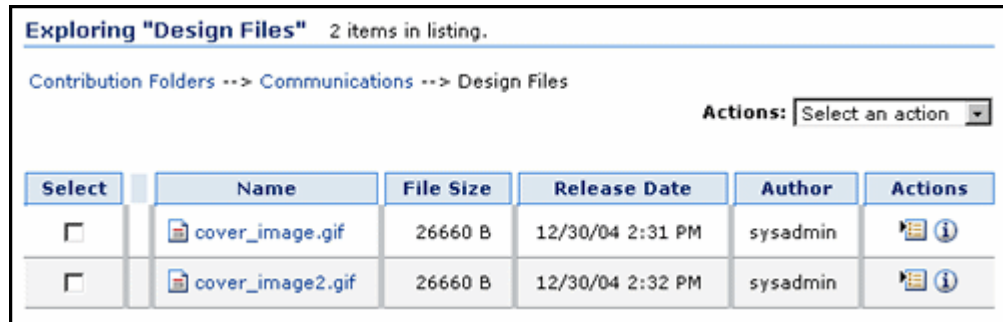 Exploring "Design Files" 2 items in listing.
Contribution Folders --> Communications --> Design Files
Actions: Select an action
Select Name File Size Release Date Author Actions
cover_image.gif 26660 B 12/30/04 2:31 PM sysadmin
cover_image2.gif 26660 B 12/30/04 2:32 PM sysadmin